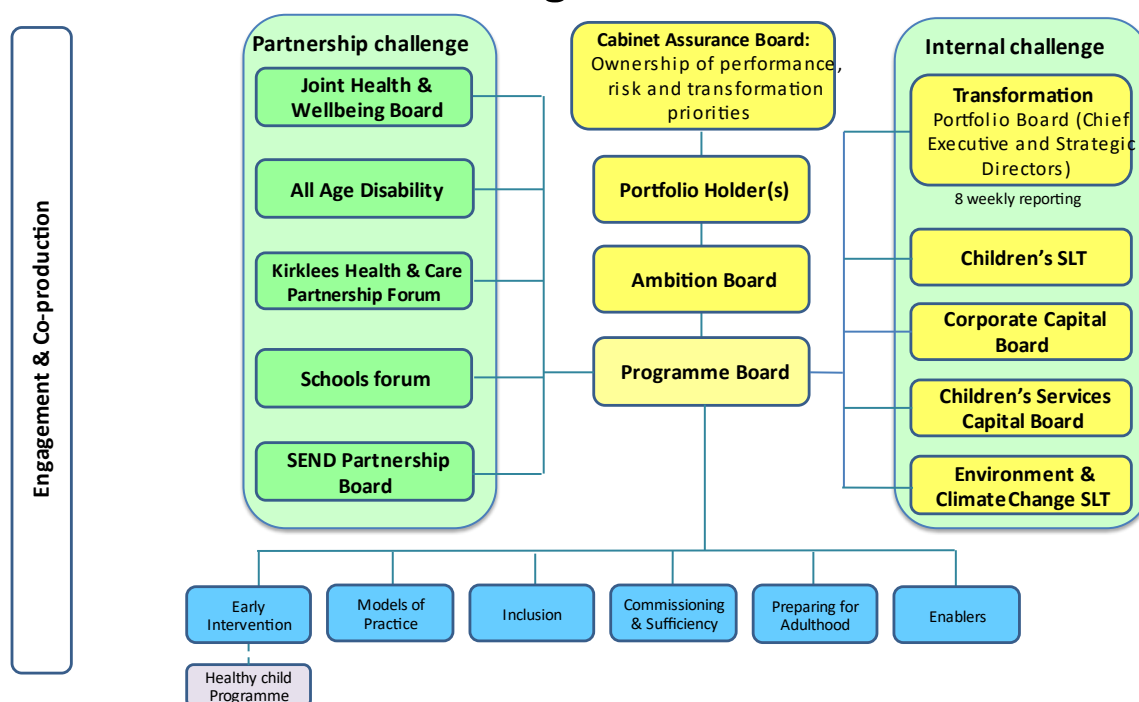 Engagement & Co-production
Partnership challenge
Joint Health &
Wellbeing Board
All Age Disability
Kirklees Health & Care
Partnership Forum
Schools forum
SEND Partnership
Board
Cabinet Assurance Board:
Ownership of performance,
risk and transformation
priorities
Portfolio Holder(s)
Ambition Board
Programme Board
Internal challenge
Transformation
Portfolio Board (Chief
Executive and Strategic
Directors)
8 weekly reporting
Children's SLT
Corporate Capital
Board
Children's Services
Capital Board
Environment &
Climate Change SLT
Early
Intervention
Models of
Practice
Inclusion
Commissioning
& Sufficiency
Preparing for
Adulthood
Enablers
Healthy child
Programme